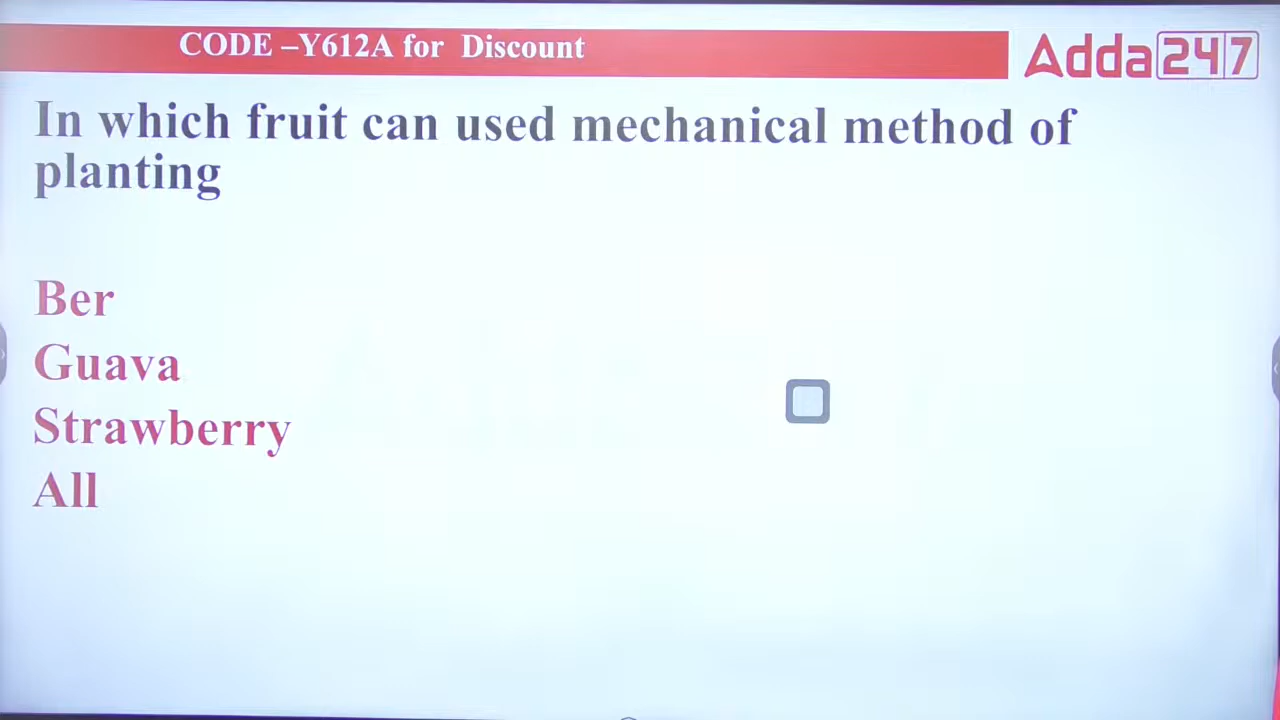 CODE –Y612A for Discount
Adda247
In which fruit can used mechanical method of
planting
Ber
Guava
Strawberry
All